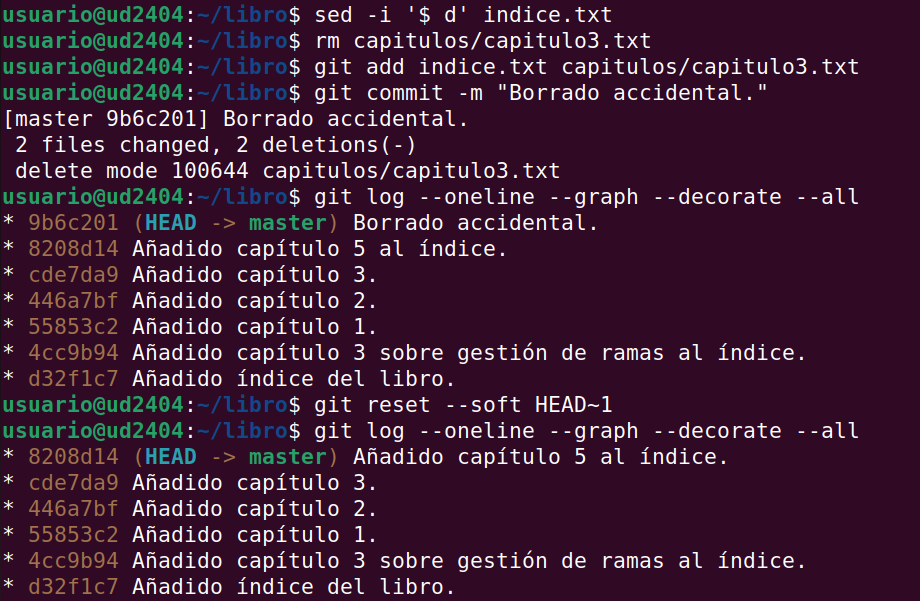 usuario@ud2404:~/libro$ sed -i '$ d' indice.txt
usuario@ud2404:~/libro$ rm capitulos/capitulo3.txt
usuario@ud2404:~/libro$ git add indice.txt capitulos/capitulo3.txt
usuario@ud2404:~/libro$ git commit -m "Borrado accidental."
[master 9b6c201] Borrado accidental.
 2 files changed, 2 deletions(-)
 delete mode 100644 capitulos/capitulo3.txt
usuario@ud2404:~/libro$ git log --oneline --graph --decorate --all
* 9b6c201 (HEAD -> master) Borrado accidental.
* 8208d14 Añadido capítulo 5 al índice.
* cde7da9 Añadido capítulo 3.
* 446a7bf Añadido capítulo 2.
* 55853c2 Añadido capítulo 1.
* 4cc9b94 Añadido capítulo 3 sobre gestión de ramas al índice.
* d32f1c7 Añadido índice del libro.
usuario@ud2404:~/libro$ git reset --soft HEAD~1
usuario@ud2404:~/libro$ git log --oneline --graph --decorate --all
* 8208d14 (HEAD -> master) Añadido capítulo 5 al índice.
* cde7da9 Añadido capítulo 3.
* 446a7bf Añadido capítulo 2.
* 55853c2 Añadido capítulo 1.
* 4cc9b94 Añadido capítulo 3 sobre gestión de ramas al índice.
* d32f1c7 Añadido índice del libro.